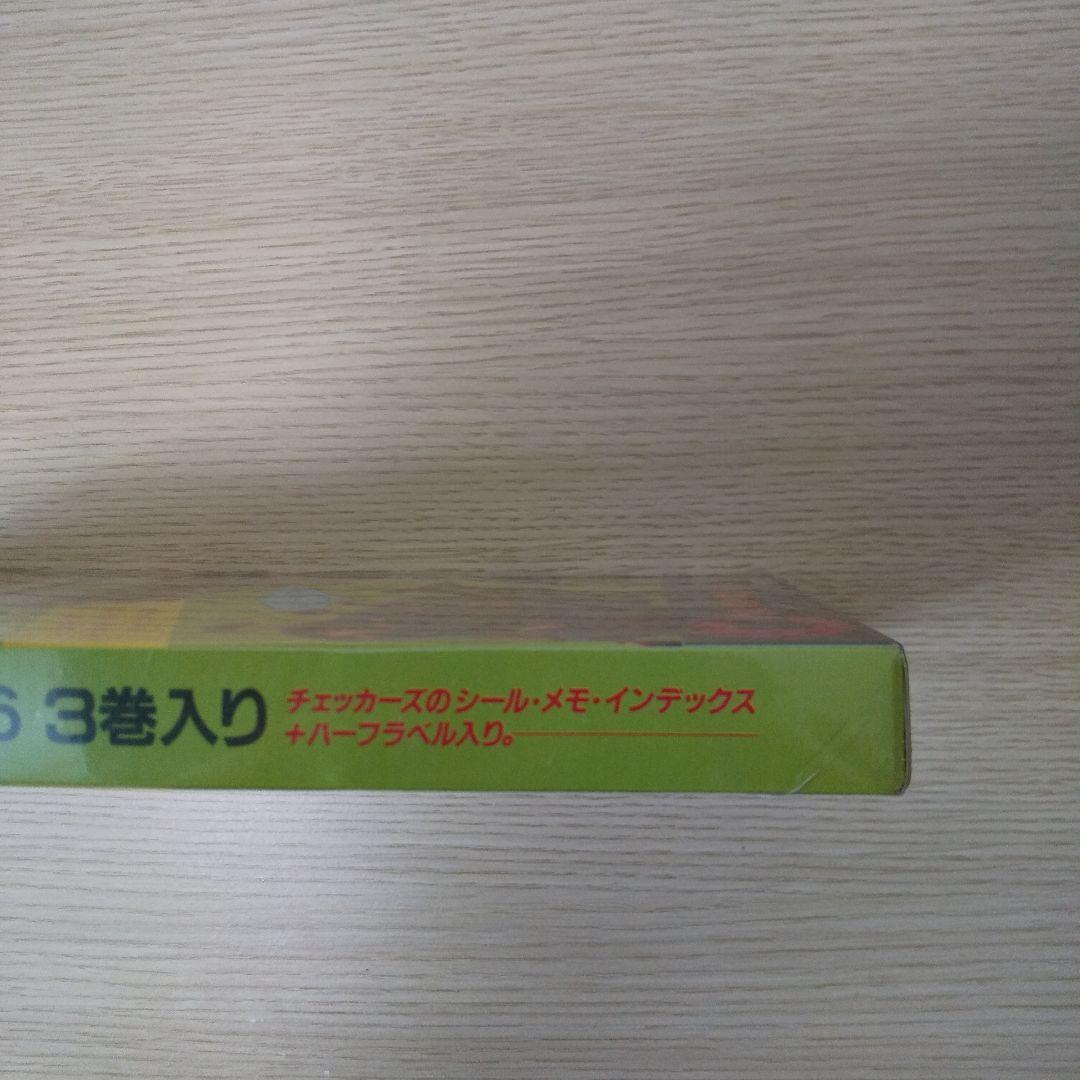 6 3巻入り
チェッカーズのシール・メモ・インデックス
+ハーフラベル入り。